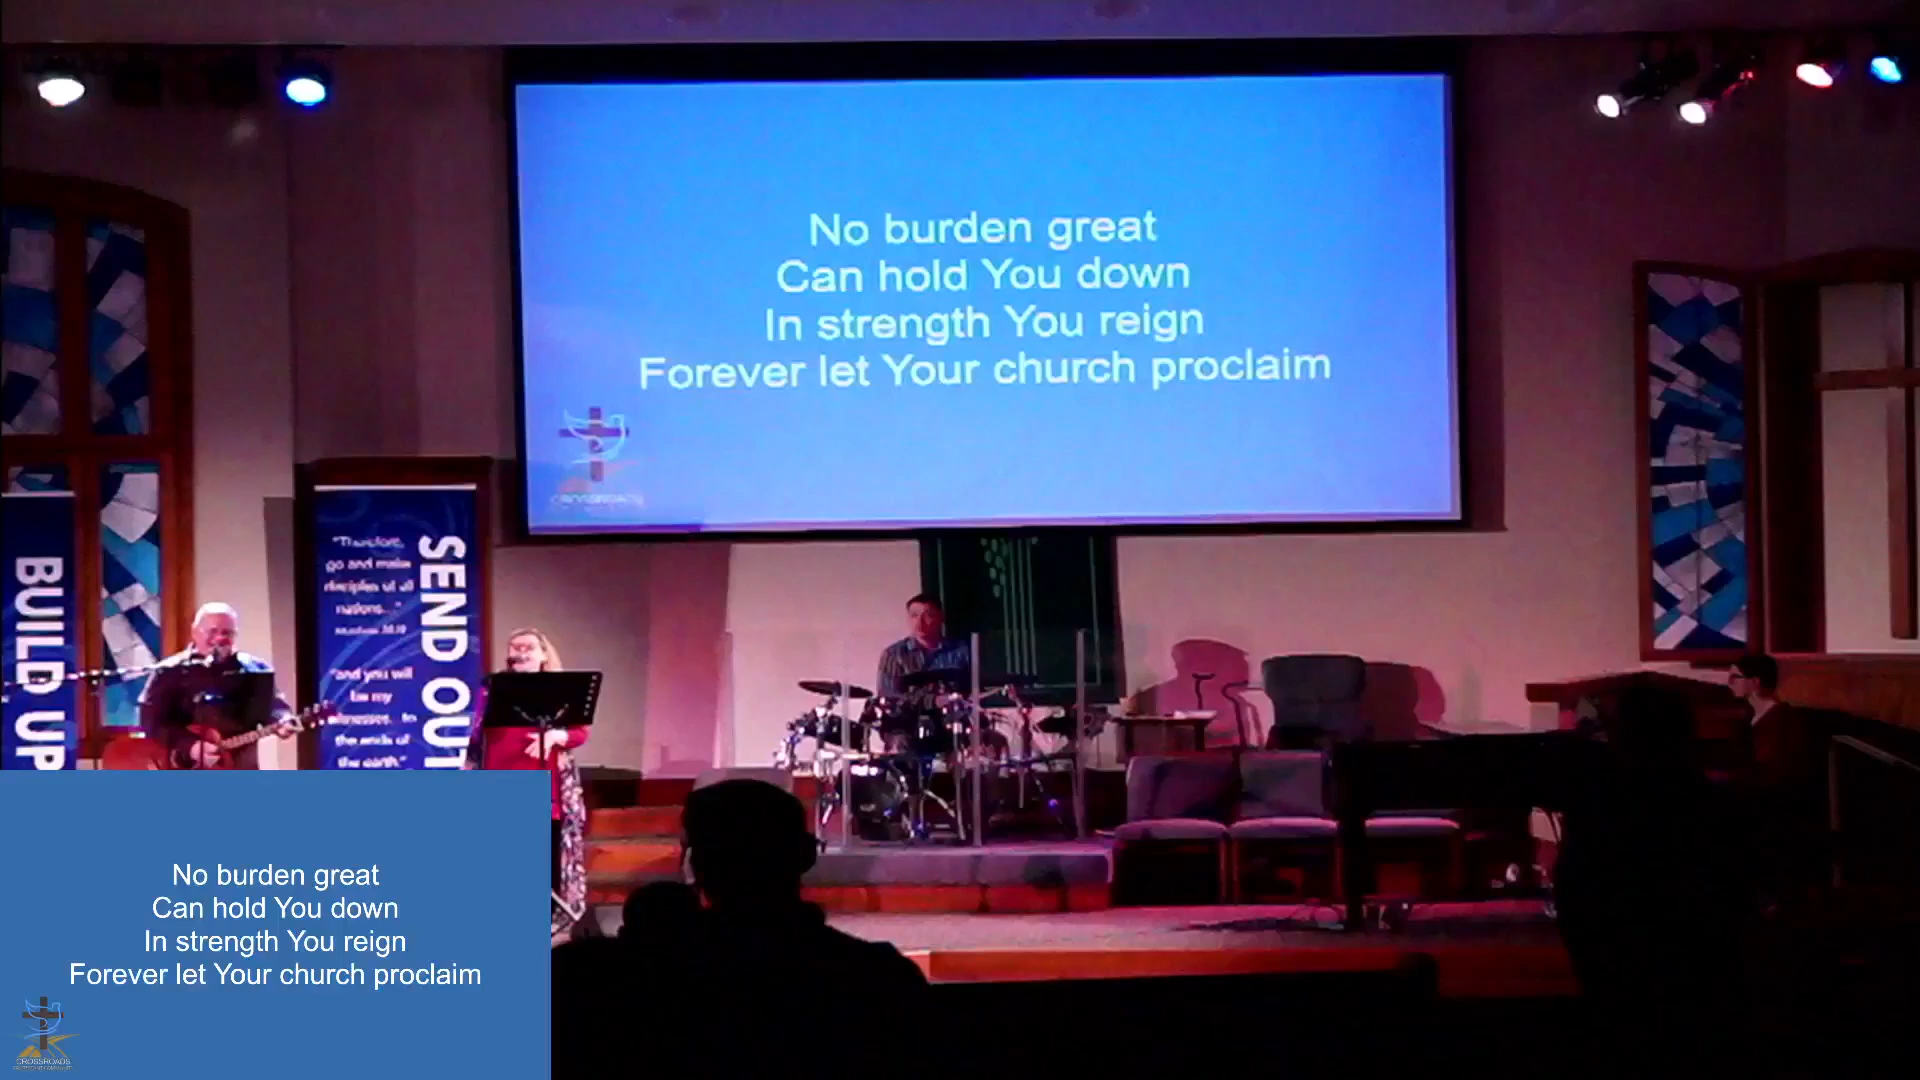 No burden great
Can hold You down
In strength You reign
Forever let Your church proclaim
CROSSROADS
BUILD UP
"Therefore,
go and make
disciples of all
nations..."
SEND OUT
"and you will
be my
witnesses... to
the ends of
the earth."
No burden great
Can hold You down
In strength You reign
Forever let Your church proclaim
CROSSROADS